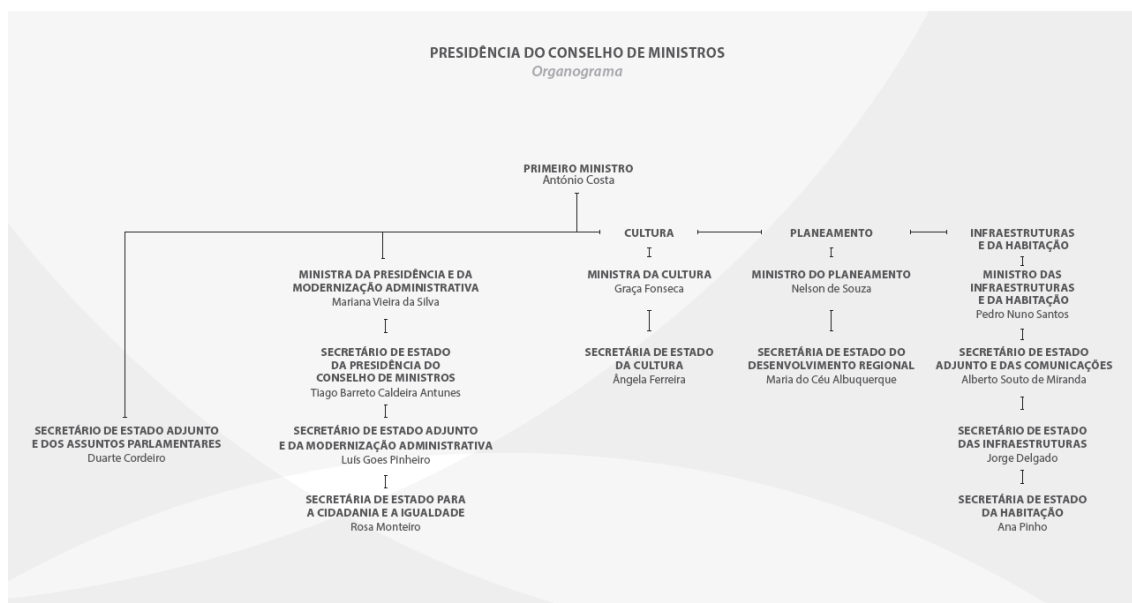 PRESIDÊNCIA DO CONSELHO DE MINISTROS
Organograma
PRIMEIRO MINISTRO
António Costa
SECRETÁRIO DE ESTADO ADJUNTO
E DOS ASSUNTOS PARLAMENTARES
Duarte Cordeiro
MINISTRA DA PRESIDÊNCIA E DA
MODERNIZAÇÃO ADMINISTRATIVA
Mariana Vieira da Silva
SECRETÁRIO DE ESTADO
DA PRESIDÊNCIA DO
CONSELHO DE MINISTROS
Tiago Barreto Caldeira Antunes
SECRETÁRIO DE ESTADO ADJUNTO
E DA MODERNIZAÇÃO ADMINISTRATIVA
Luís Goes Pinheiro
SECRETÁRIA DE ESTADO PARA
A CIDADANIA E A IGUALDADE
Rosa Monteiro
CULTURA
MINISTRA DA CULTURA
Graça Fonseca
SECRETÁRIA DE ESTADO
DA CULTURA
Ângela Ferreira
PLANEAMENTO
MINISTRO DO PLANEAMENTO
Nelson de Souza
SECRETÁRIA DE ESTADO DO
DESENVOLVIMENTO REGIONAL
Maria do Céu Albuquerque
INFRAESTRUTURAS
E DA HABITAÇÃO
MINISTRO DAS
INFRAESTRUTURAS
E DA HABITAÇÃO
Pedro Nuno Santos
SECRETÁRIO DE ESTADO
ADJUNTO E DAS COMUNICAÇÕES
Alberto Souto de Miranda
SECRETÁRIO DE ESTADO
DAS INFRAESTRUTURAS
Jorge Delgado
SECRETÁRIA DE ESTADO
DA HABITAÇÃO
Ana Pinho